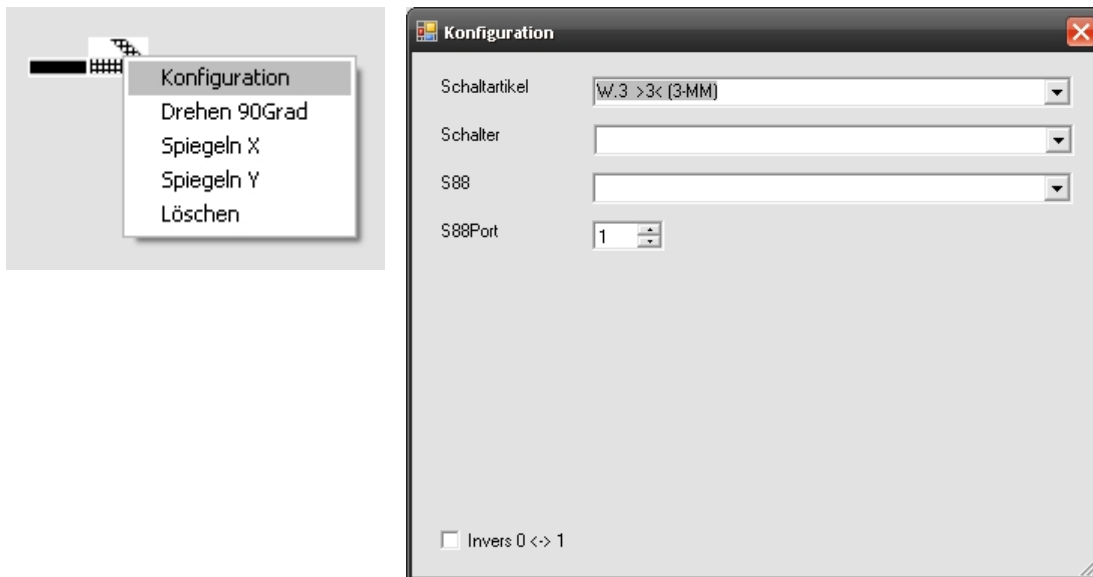 Konfiguration
Drehen 90Grad
Spiegeln X
Spiegeln Y
Löschen
Konfiguration
Schaltartikel
W.3 >3< (3-MM)
Schalter
S88
S88Port
1
Invers 0 <-> 1